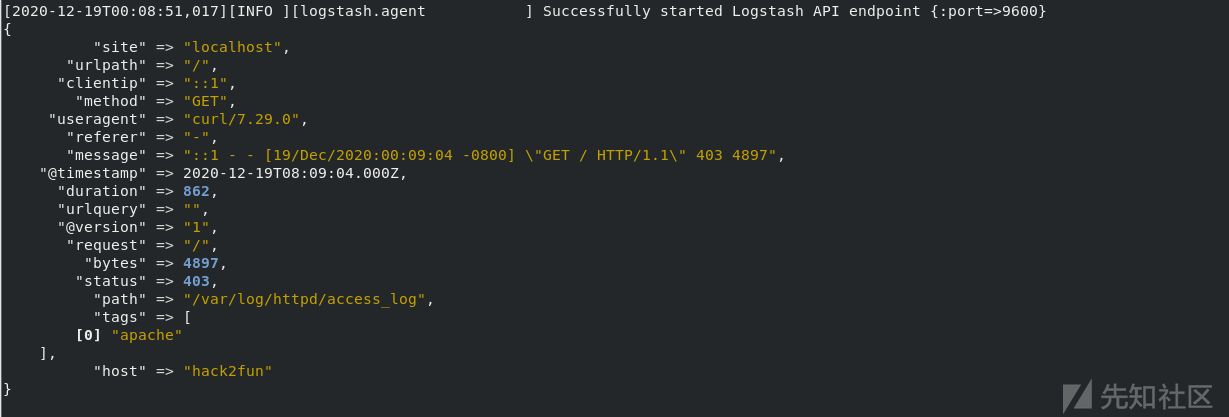 [2020-12-19T00:08:51,017][INFO ][logstash.agent           ] Successfully started Logstash API endpoint {:port=>9600}
{
          "site" => "localhost",
       "urlpath" => "/",
      "clientip" => "::1",
        "method" => "GET",
     "useragent" => "curl/7.29.0",
       "referer" => "-",
       "message" => "::1 - - [19/Dec/2020:00:09:04 -0800] \"GET / HTTP/1.1\" 403 4897",
    "@timestamp" => 2020-12-19T08:09:04.000Z,
      "duration" => 862,
      "urlquery" => "",
      "@version" => "1",
       "request" => "/",
         "bytes" => 4897,
        "status" => 403,
          "path" => "/var/log/httpd/access_log",
          "tags" => [
        [0] "apache"
    ],
          "host" => "hack2fun"
}
先知社区